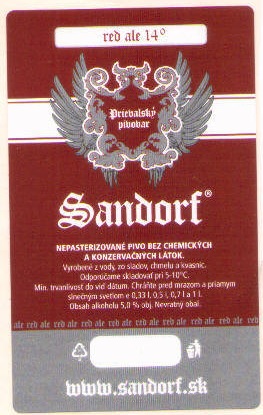 red ale 14°
Prievalský
pivovar
Sandorf®
NEPASTERIZOVANÉ PIVO BEZ CHEMICKÝCH
A KONZERVAČNÝCH LÁTOK.
Vyrobené z vody, zo sladov, chmelu a kvasnic.
Odporúčame skladovať pri 5-10°C.
Min. trvanlivosť do viď dátum. Chráňte pred mrazom a priamym
slnečným svetlom e 0,33 l, 0,5 l, 0,7 l a 1 l.
Obsah alkoholu 5,0 % obj. Nevratný obal.
ale red ale red ale red ale red ale red ale red ale red ale red
www.sandorf.sk